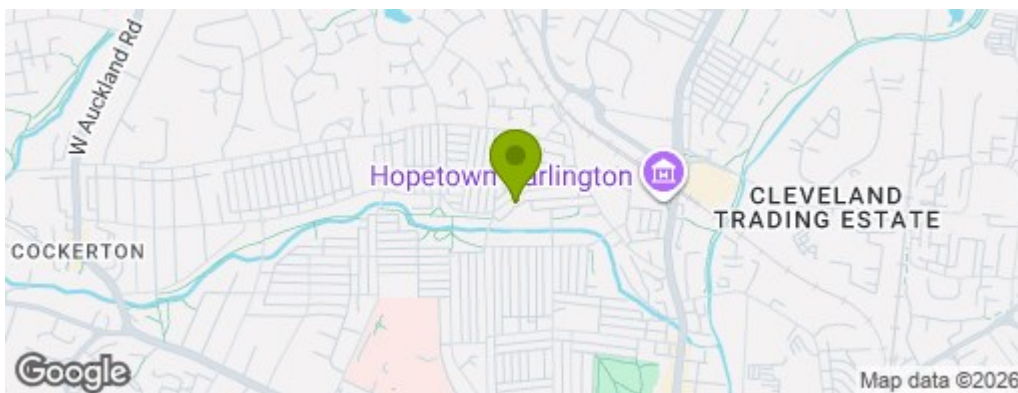 W Auckland Rd
Hopetown Darlington
CLEVELAND
TRADING ESTATE
COCKERTON
Google
Map data ©2026